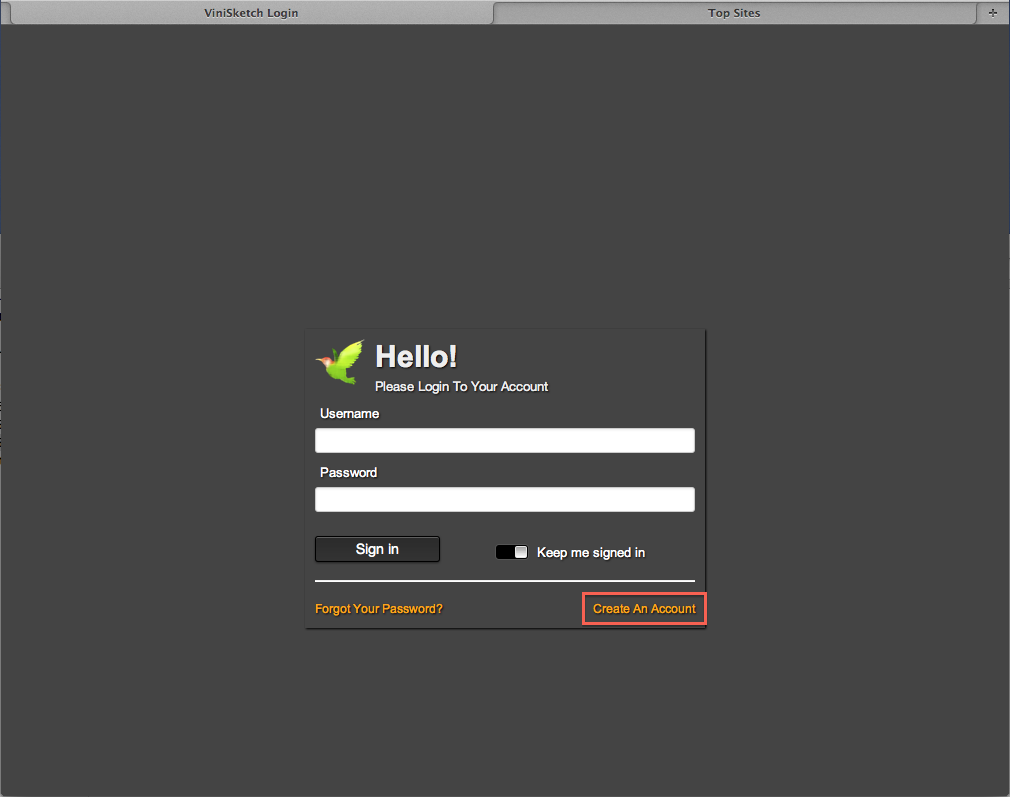 ViniSketch Login
Top Sites
Hello!
Please Login To Your Account
Username
Password
Sign in
Keep me signed in
Forgot Your Password?
Create An Account